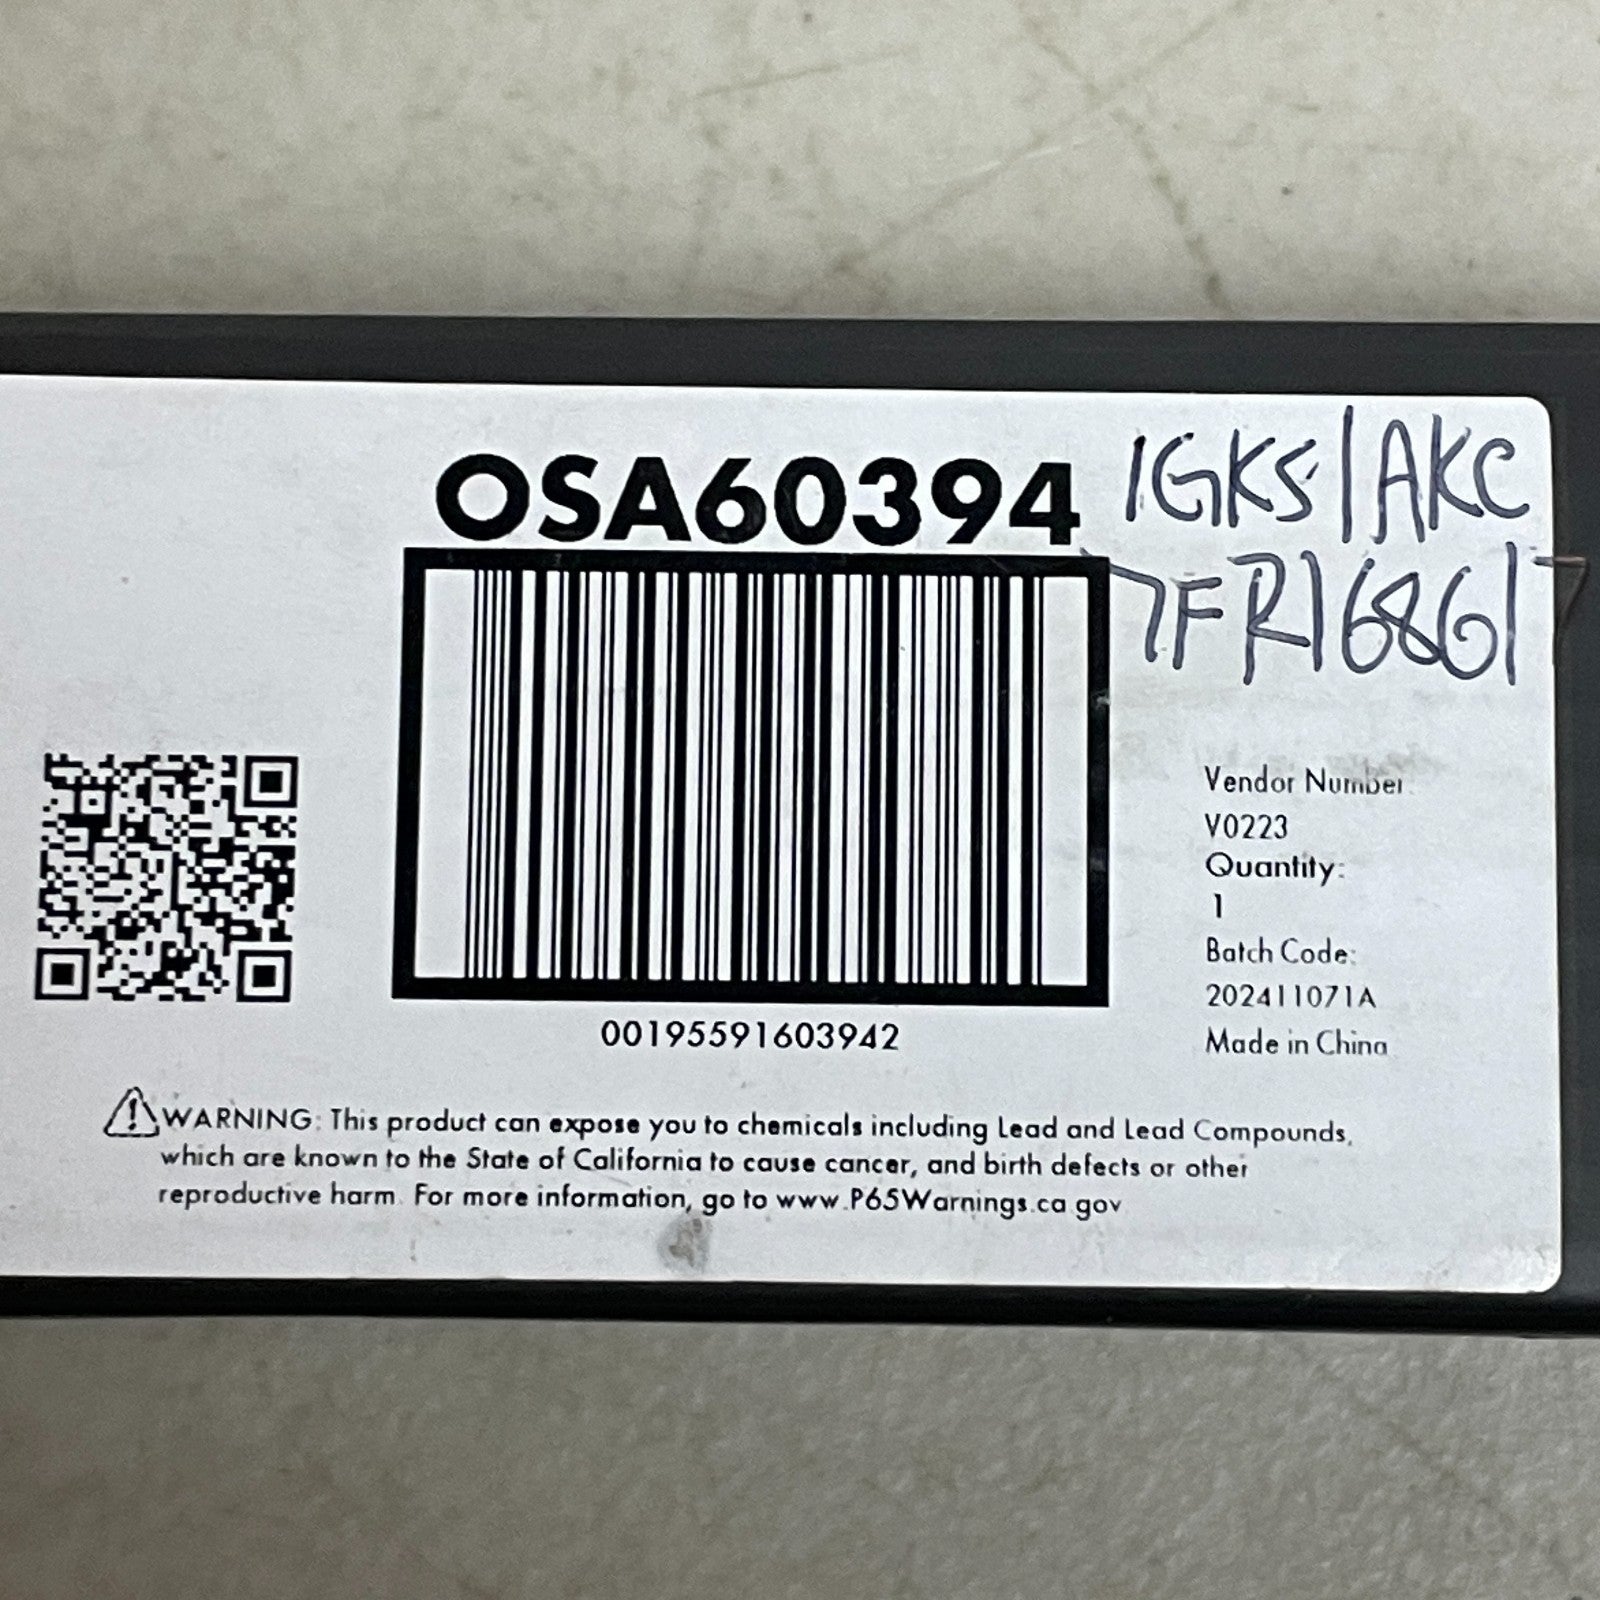 OSA60394
1GKS1AKC
7FR168617
Vendor Number
V0223
Quantity:
1
Batch Code:
202411071A
Made in China
00195591603942
WARNING: This product can expose you to chemicals including Lead and Lead Compounds,
which are known to the State of California to cause cancer, and birth defects or other
reproductive harm. For more information, go to www.P65Warnings.ca.gov